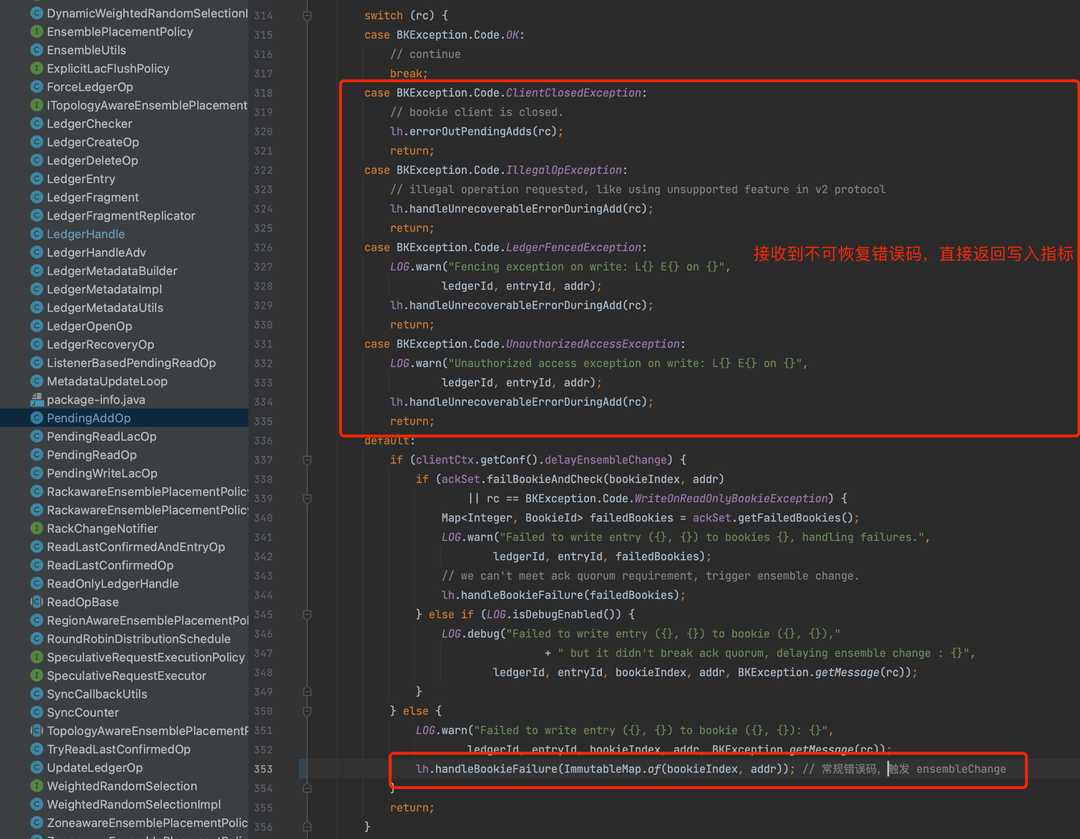 DynamicWeightedRandomSelectionI
EnsemblePlacementPolicy
EnsembleUtils
ExplicitLacFlushPolicy
ForceLedgerOp
ITopologyAwareEnsemblePlacement
LedgerChecker
LedgerCreateOp
LedgerDeleteOp
LedgerEntry
LedgerFragment
LedgerFragmentReplicator
LedgerHandle
LedgerHandleAdv
LedgerMetadataBuilder
LedgerMetadataImpl
LedgerMetadataUtils
LedgerOpenOp
LedgerRecoveryOp
ListenerBasedPendingReadOp
MetadataUpdateLoop
package-info.java
PendingAddOp
PendingReadLacOp
PendingReadOp
PendingWriteLacOp
RackawareEnsemblePlacementPolic
RackawareEnsemblePlacementPolic
RackChangeNotifier
ReadLastConfirmedAndEntryOp
ReadLastConfirmedOp
ReadOnlyLedgerHandle
ReadOpBase
RegionAwareEnsemblePlacementPol
RoundRobinDistributionSchedule
SpeculativeRequestExecutionPolicy
SpeculativeRequestExecutor
SyncCallbackUtils
SyncCounter
TopologyAwareEnsemblePlacementF
TryReadLastConfirmedOp
UpdateLedgerOp
WeightedRandomSelection
WeightedRandomSelectionImpl
ZoneawareEnsemblePlacementPolic
314 switch (rc) {
315 case BKException.Code.OK:
316 // continue
317 break;
318 case BKException.Code.ClientClosedException:
319 // bookie client is closed.
320 lh.errorOutPendingAdds(rc);
321 return;
322 case BKException.Code.IllegalOpException:
323 // illegal operation requested, like using unsupported feature in v2 protocol
324 lh.handleUnrecoverableErrorDuringAdd(rc);
325 return;
326 case BKException.Code.LedgerFencedException:
327 LOG.warn("Fencing exception on write: L{} E{} on {}",
328 ledgerId, entryId, addr);
329 lh.handleUnrecoverableErrorDuringAdd(rc);
330 return;
331 case BKException.Code.UnauthorizedAccessException:
332 LOG.warn("Unauthorized access exception on write: L{} E{} on {}",
333 ledgerId, entryId, addr);
334 lh.handleUnrecoverableErrorDuringAdd(rc);
335 return;
接收到不可恢复错误码，直接返回写入指标
336 default:
337 if (clientCtx.getConf().delayEnsembleChange) {
338 if (ackSet.failBookieAndCheck(bookieIndex, addr)
339 || rc == BKException.Code.WriteOnReadOnlyBookieException) {
340 Map<Integer, BookieId> failedBookies = ackSet.getFailedBookies();
341 LOG.warn("Failed to write entry ({}, {}) to bookies {}, handling failures.",
342 ledgerId, entryId, failedBookies);
343 // we can't meet ack quorum requirement, trigger ensemble change.
344 lh.handleBookieFailure(failedBookies);
345 } else if (LOG.isDebugEnabled()) {
346 LOG.debug("Failed to write entry ({}, {}) to bookie ({}, {}),"
347 + " but it didn't break ack quorum, delaying ensemble change : {}",
348 ledgerId, entryId, bookieIndex, addr, BKException.getMessage(rc));
349 }
350 } else {
351 LOG.warn("Failed to write entry ({}, {}) to bookie ({}, {}): {}",
352 ledgerId, entryId, bookieIndex, addr, BKException.getMessage(rc));
353 lh.handleBookieFailure(ImmutableMap.of(bookieIndex, addr)); // 常规错误码，触发 ensembleChange
354 }
355 return;
356 }